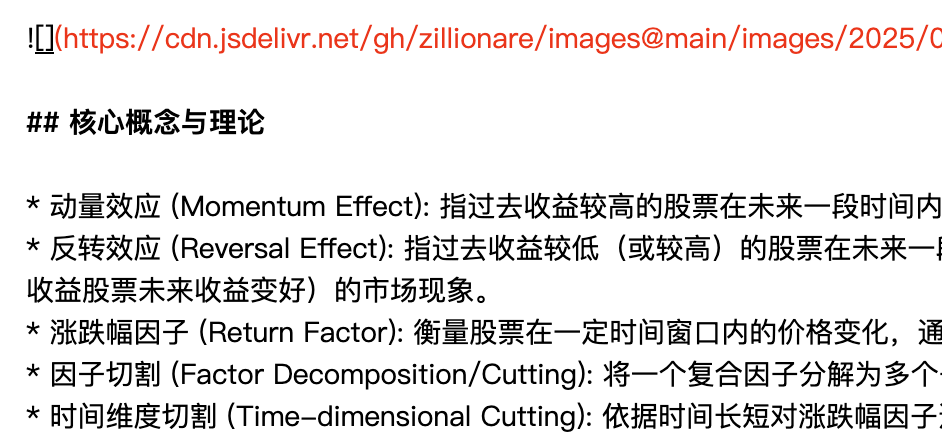 ![](https://cdn.jsdelivr.net/gh/zillionare/images@main/images/2025/0
## 核心概念与理论
* 动量效应 (Momentum Effect): 指过去收益较高的股票在未来一段时间内
* 反转效应 (Reversal Effect): 指过去收益较低（或较高）的股票在未来一
收益股票未来收益变好）的市场现象。
* 涨跌幅因子 (Return Factor): 衡量股票在一定时间窗口内的价格变化，通
* 因子切割 (Factor Decomposition/Cutting): 将一个复合因子分解为多个
* 时间维度切割 (Time-dimensional Cutting): 依据时间长短对涨跌幅因子